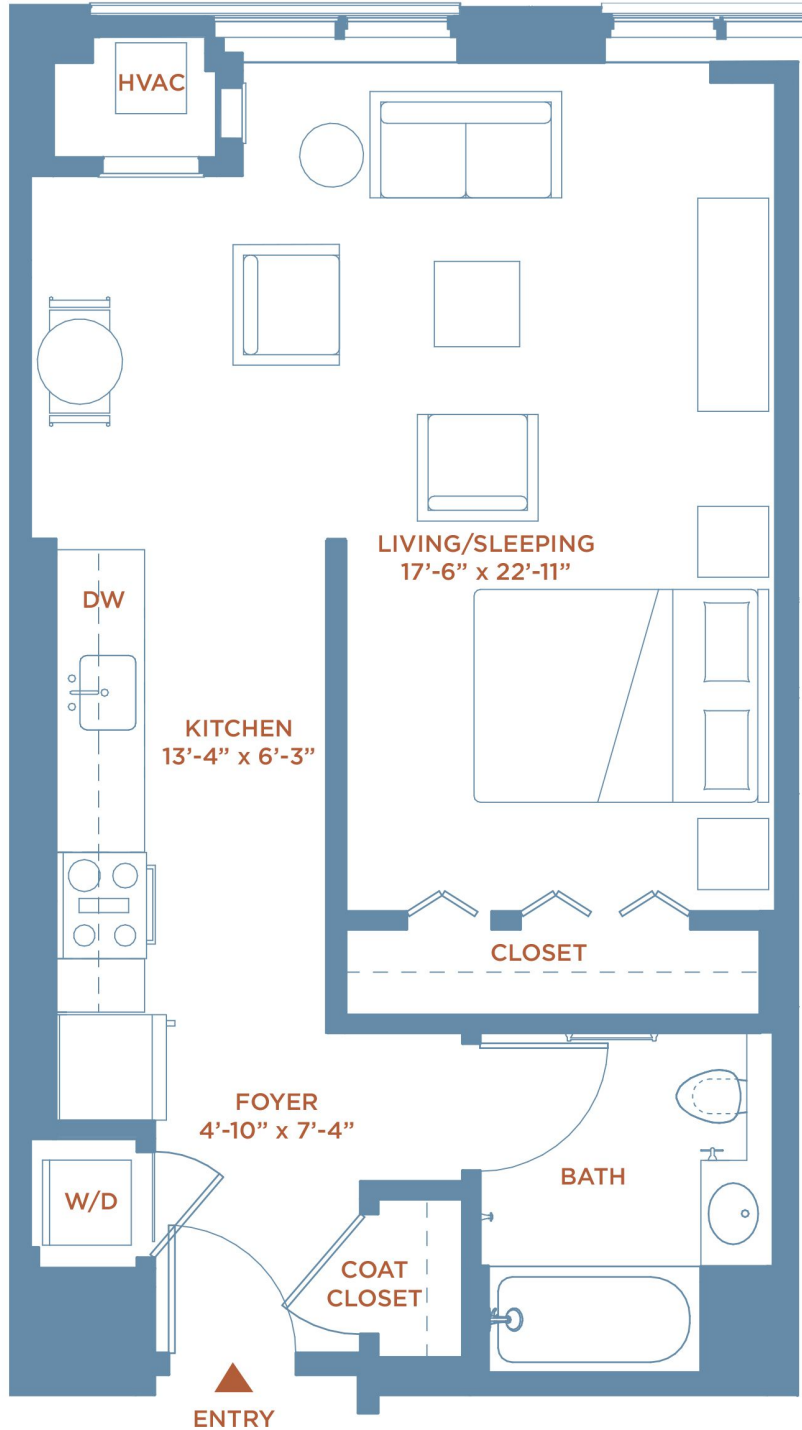 HVAC
LIVING/SLEEPING
17’-6” x 22’-11”
DW
KITCHEN
13’-4” x 6’-3”
CLOSET
FOYER
4’-10” x 7’-4”
BATH
W/D
COAT
CLOSET
ENTRY